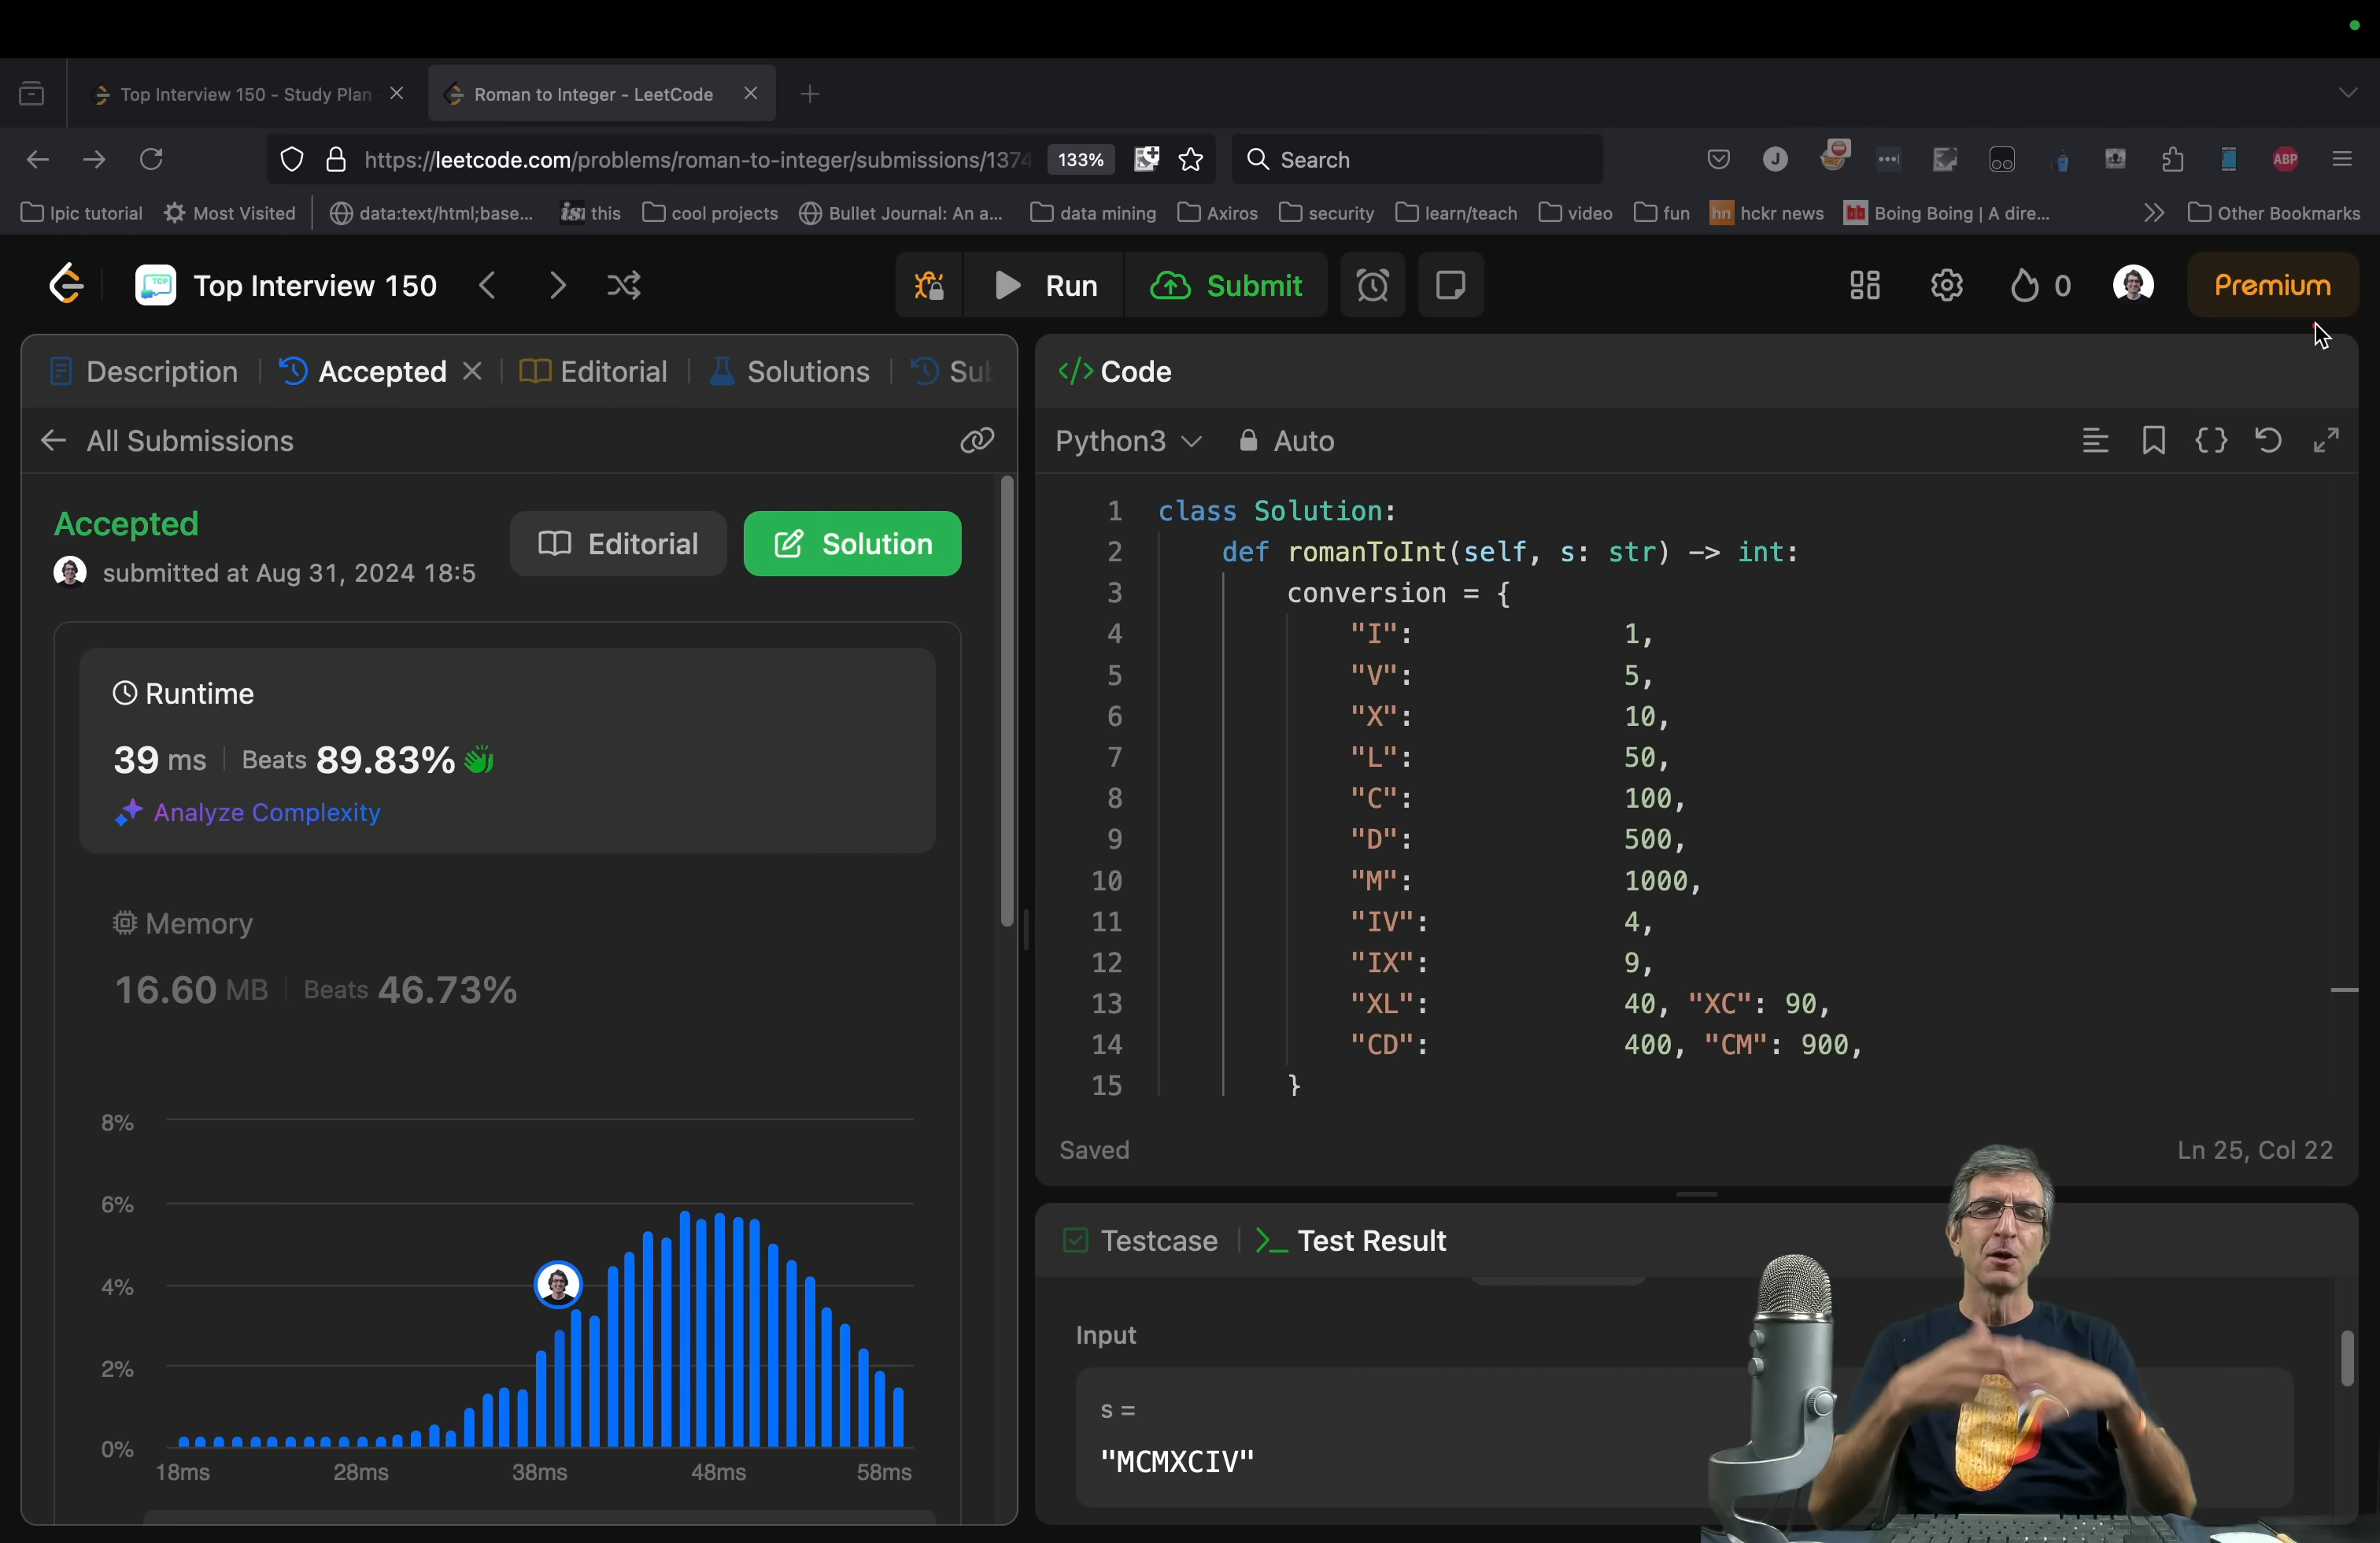 Top Interview 150 - Study Plan
Roman to Integer - LeetCode
https://leetcode.com/problems/roman-to-integer/submissions/1374
133%
Search
J
ABP
lpic tutorial
Most Visited
data:text/html;base...
this
cool projects
Bullet Journal: An a...
data mining
Axiros
security
learn/teach
video
fun
hn hckr news
bb Boing Boing | A dire...
Other Bookmarks
TOP
Top Interview 150
Run
Submit
0
Premium
Description
Accepted
Editorial
Solutions
Sub
All Submissions
Accepted
submitted at Aug 31, 2024 18:5
Editorial
Solution
Runtime
39 ms
Beats 89.83%
Analyze Complexity
Memory
16.60 MB
Beats 46.73%
8%
6%
4%
2%
0%
18ms
28ms
38ms
48ms
58ms
</> Code
Python3
Auto
1 class Solution:
2 def romanToInt(self, s: str) -> int:
3 conversion = {
4 "I": 1,
5 "V": 5,
6 "X": 10,
7 "L": 50,
8 "C": 100,
9 "D": 500,
10 "M": 1000,
11 "IV": 4,
12 "IX": 9,
13 "XL": 40, "XC": 90,
14 "CD": 400, "CM": 900,
15 }
Saved
Ln 25, Col 22
Testcase
Test Result
Input
s =
"MCMXCIV"